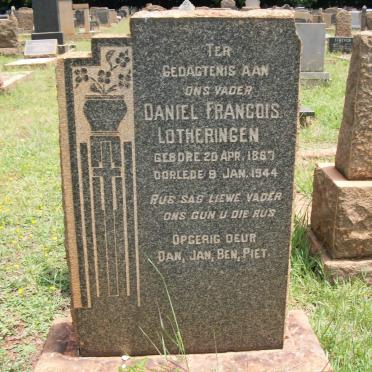 TER
GEDAGTENIS AAN
ONS VADER
DANIEL FRANCOIS
LOTHERINGEN
GEBORE 20 APR. 1867
OORLEDE 8 JAN. 1944
RUS SAG LIEWE VADER
ONS GUN U DIE RUS
OPGERIG DEUR
DAN, JAN, BEN, PIET.